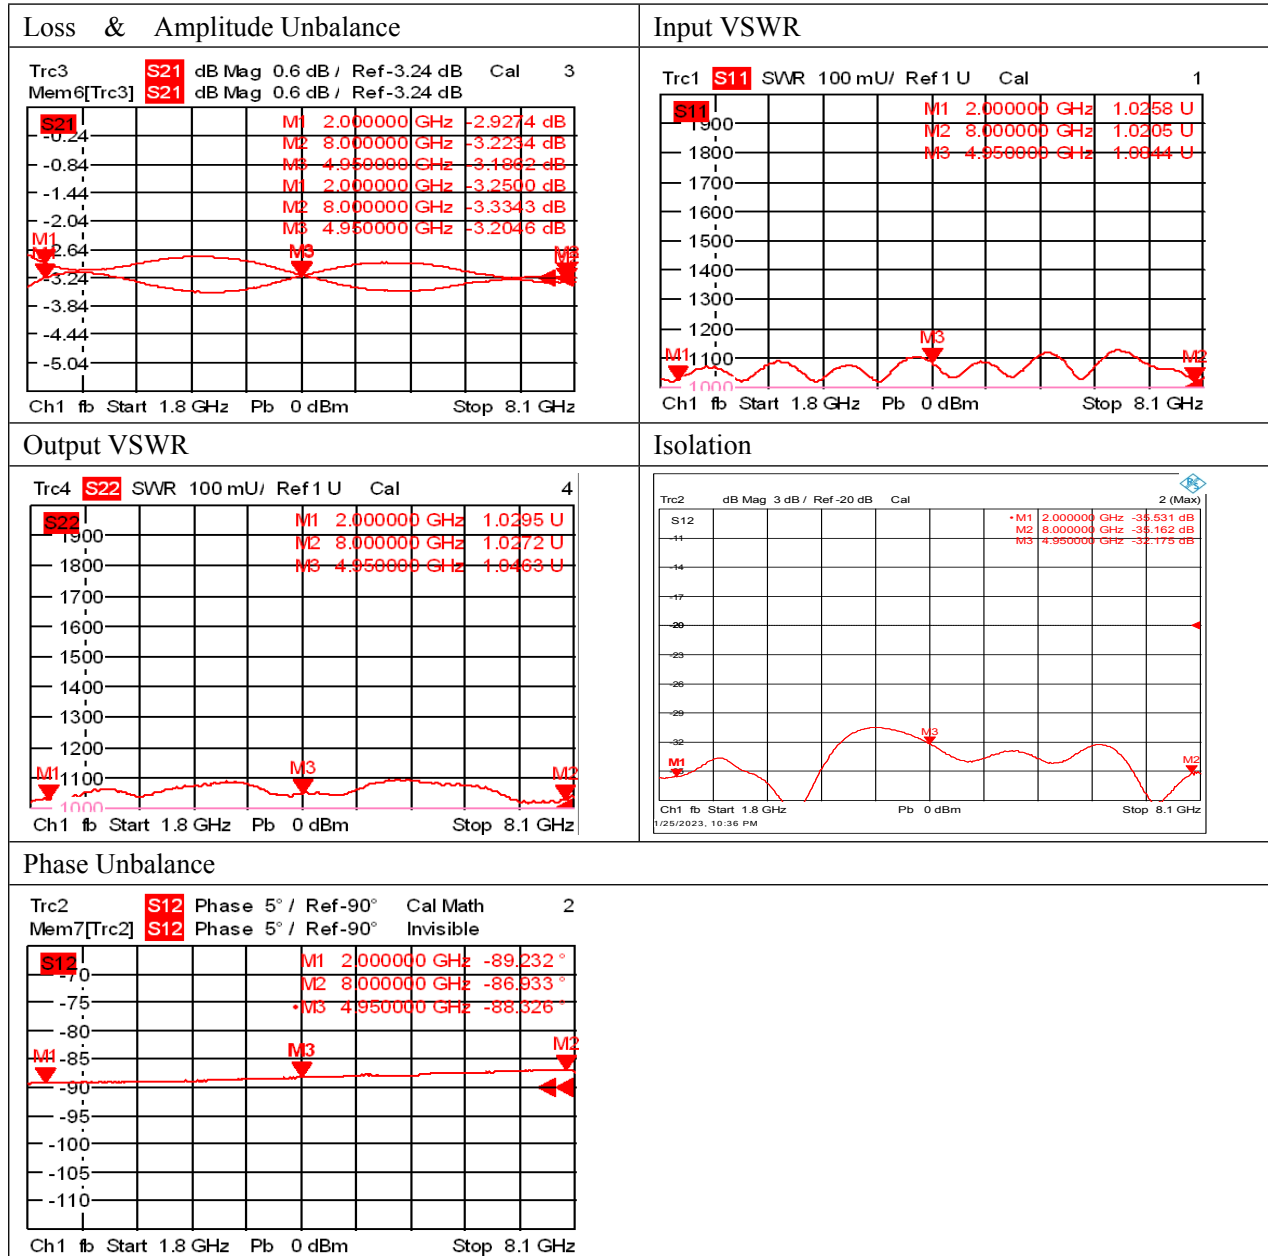 Loss & Amplitude Unbalance
Trc3 S21 dB Mag 0.6 dB / Ref -3.24 dB Cal 3
Mem6[Trc3] S21 dB Mag 0.6 dB / Ref -3.24 dB
S21
M1 2.000000 GHz -2.9274 dB
M2 8.000000 GHz -3.2234 dB
M3 4.950000 GHz -3.1862 dB
M1 2.000000 GHz -3.2500 dB
M2 8.000000 GHz -3.3343 dB
M3 4.950000 GHz -3.2046 dB
-0.24
-0.84
-1.44
-2.04
-2.64
-3.24
-3.84
-4.44
-5.04
M1
M3
M2
Ch1 fb Start 1.8 GHz Pb 0 dBm Stop 8.1 GHz
Input VSWR
Trc1 S11 SWR 100 mU/ Ref 1 U Cal 1
S11
M1 2.000000 GHz 1.0258 U
M2 8.000000 GHz 1.0205 U
M3 4.950000 GHz 1.0844 U
1900
1800
1700
1600
1500
1400
1300
1200
1100
1000
M1
M3
M2
Ch1 fb Start 1.8 GHz Pb 0 dBm Stop 8.1 GHz
Output VSWR
Trc4 S22 SWR 100 mU/ Ref 1 U Cal 4
S22
M1 2.000000 GHz 1.0295 U
M2 8.000000 GHz 1.0272 U
M3 4.950000 GHz 1.0463 U
1900
1800
1700
1600
1500
1400
1300
1200
1100
1000
M1
M3
M2
Ch1 fb Start 1.8 GHz Pb 0 dBm Stop 8.1 GHz
Isolation
Trc2 dB Mag 3 dB / Ref -20 dB Cal 2 (Max)
S12
•M1 2.000000 GHz -35.531 dB
M2 8.000000 GHz -35.162 dB
M3 4.950000 GHz -32.175 dB
-11
-14
-17
-20
-23
-26
-29
-32
-35
M1
M3
M2
Ch1 fb Start 1.8 GHz Pb 0 dBm Stop 8.1 GHz
1/25/2023, 10:36 PM
Phase Unbalance
Trc2 S12 Phase 5° / Ref -90° Cal Math 2
Mem7[Trc2] S12 Phase 5° / Ref -90° Invisible
S12
M1 2.000000 GHz -89.232 °
M2 8.000000 GHz -86.933 °
•M3 4.950000 GHz -88.326 °
-70
-75
-80
-85
-90
-95
-100
-105
-110
M1
M3
M2
Ch1 fb Start 1.8 GHz Pb 0 dBm Stop 8.1 GHz